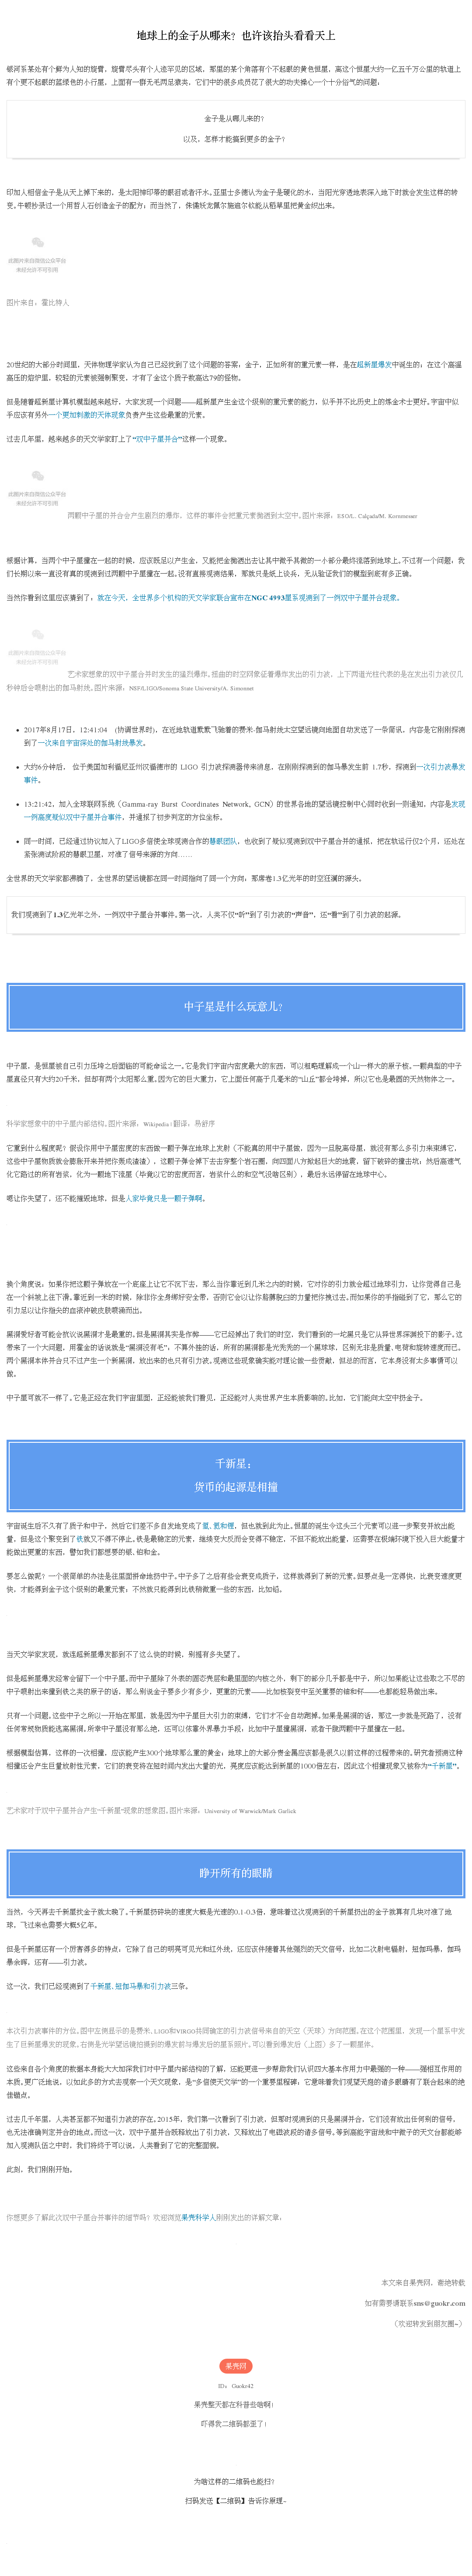 地球上的金子从哪来？也许该抬头看看天上
银河系某处有个鲜为人知的旋臂，旋臂尽头有个人迹罕见的区域，那里的某个角落有个不起眼的黄色恒星，离这个恒星大约一亿五千万公里的轨道上
有个更不起眼的蓝绿色的小行星，上面有一群无毛两足猿类，它们中的很多成员花了很大的功夫操心一个十分俗气的问题：
金子是从哪儿来的？
以及，怎样才能搞到更多的金子？
印加人相信金子是从天上掉下来的，是太阳神印蒂的眼泪或者汗水。亚里士多德认为金子是硬化的水，当阳光穿透地表深入地下时就会发生这样的转
变。牛顿抄录过一个用哲人石创造金子的配方；而当然了，侏儒妖龙佩尔施迪尔钦能从稻草里把黄金织出来。
此图片来自微信公众平台
未经允许不可引用
图片来自：霍比特人
20世纪的大部分时间里，天体物理学家认为自己已经找到了这个问题的答案，金子，正如所有的重元素一样，是在超新星爆发中诞生的；在这个高温
高压的熔炉里，较轻的元素被强制聚变，才有了金这个质子数高达79的怪物。
但是随着超新星计算机模型越来越好，大家发现一个问题——超新星产生金这个级别的重元素的能力，似乎并不比历史上的炼金术士更好。宇宙中似
乎应该有另外一个更加刺激的天体现象负责产生这些最重的元素。
过去几年里，越来越多的天文学家盯上了“双中子星并合”这样一个现象。
此图片来自微信公众平台
未经允许不可引用
两颗中子星的并合会产生剧烈的爆炸，这样的事件会把重元素抛洒到太空中。图片来源：ESO/L. Calçada/M. Kornmesser
根据计算，当两个中子星撞在一起的时候，应该既足以产生金，又能把金抛洒出去让其中微乎其微的一小部分最终流落到地球上。不过有一个问题，我
们长期以来一直没有真的观测到过两颗中子星撞在一起。没有直接观测结果，那就只是纸上谈兵，无从验证我们的模型到底有多正确。
当然你看到这里应该猜到了，就在今天，全世界多个机构的天文学家联合宣布在NGC 4993星系观测到了一例双中子星并合现象。
此图片来自微信公众平台
未经允许不可引用
艺术家想象的双中子星合并时发生的猛烈爆炸。扭曲的时空网象征着爆炸发出的引力波，上下两道光柱代表的是在发出引力波仅几
秒钟后会喷射出的伽马射线。图片来源：NSF/LIGO/Sonoma State University/A. Simonnet
• 2017年8月17日，12:41:04 （协调世界时），在近地轨道默默飞驰着的费米-伽马射线太空望远镜向地面自动发送了一条简讯，内容是它刚刚探测
到了一次来自宇宙深处的伽马射线暴发。
• 大约6分钟后， 位于美国加利福尼亚州汉德市的 LIGO 引力波探测器传来消息，在刚刚探测到的伽马暴发生前 1.7秒，探测到一次引力波暴发
事件。
• 13:21:42，加入全球联网系统（Gamma-ray Burst Coordinates Network, GCN）的世界各地的望远镜控制中心同时收到一则通知，内容是发现
一例高度疑似双中子星并合事件，并通报了初步判定的方位坐标。
• 同一时间，已经通过协议加入了LIGO多信使全球观测合作的慧眼团队，也收到了疑似观测到双中子星合并的通报，把在轨运行仅2个月，还处在
紧张测试阶段的慧眼卫星，对准了信号来源的方向……
全世界的天文学家都沸腾了，全世界的望远镜都在同一时间指向了同一个方向，那席卷1.3亿光年的时空狂澜的源头。
我们观测到了1.3亿光年之外，一例双中子星合并事件。第一次，人类不仅“听”到了引力波的“声音”，还“看”到了引力波的起源。
中子星是什么玩意儿？
中子星，是恒星被自己引力压垮之后面临的可能命运之一。它是我们宇宙内密度最大的东西，可以粗略理解成一个山一样大的原子核。一颗典型的中子
星直径只有大约20千米，但却有两个太阳那么重。因为它的巨大重力，它上面任何高于几毫米的“山丘”都会垮掉，所以它也是最圆的天然物体之一。
科学家想象中的中子星内部结构。图片来源：Wikipedia | 翻译：易舒序
它重到什么程度呢？假设你用中子星密度的东西做一颗子弹在地球上发射（不能真的用中子星做，因为一旦脱离母星，就没有那么多引力来束缚它，
这些中子星物质就会膨胀开来并把你轰成渣渣），这颗子弹会掉下去击穿整个岩石圈，向四面八方掀起巨大的地震，留下破碎的撞击坑；然后高速气
化它路过的所有岩浆，化为一颗地下流星（毕竟以它的密度而言，岩浆什么的和空气没啥区别），最后永远停留在地球中心。
嗯让你失望了，还不能摧毁地球，但是人家毕竟只是一颗子弹啊。
换个角度说：如果你把这颗子弹放在一个底座上让它不沉下去，那么当你靠近到几米之内的时候，它对你的引力就会超过地球引力，让你觉得自己是
在一个斜坡上往下滑。靠近到一米的时候，除非你全身绑好安全带，否则它会以让你胳膊脱臼的力量把你拽过去。而如果你的手指碰到了它，那么它的
引力足以让你指尖的血液冲破皮肤喷涌而出。
黑洞爱好者可能会抗议说黑洞才是最重的。但是黑洞其实是作弊——它已经掉出了我们的时空，我们看到的一坨黑只是它从异世界深渊投下的影子。这
带来了一个大问题，用霍金的话说就是“黑洞没有毛”，不算外挂的话，所有的黑洞都是光秃秃的一个黑球球，区别无非是质量、电荷和旋转速度而已。
两个黑洞本体并合只不过产生一个新黑洞，放出来的也只有引力波。观测这些现象确实能对理论做一些贡献，但总的而言，它本身没有太多事情可以
做。
中子星可就不一样了。它是正经在我们宇宙里面，正经能被我们看见，正经能对人类世界产生本质影响的。比如，它们能向太空中扔金子。
千新星：
货币的起源是相撞
宇宙诞生后不久有了质子和中子，然后它们差不多自发地变成了氢、氦和锂，但也就到此为止。恒星的诞生令这头三个元素可以进一步聚变并放出能
量，但是这个聚变到了铁就又不得不停止。铁是最稳定的元素，继续变大反而会变得不稳定，不但不能放出能量，还需要在极端环境下投入巨大能量才
能做出更重的东西，譬如我们都想要的银、铂和金。
要怎么做呢？一个很简单的办法是往里面拼命地扔中子。中子多了之后有些会衰变成质子，这样就得到了新的元素。但要点是一定得快，比衰变速度更
快，才能得到金子这个级别的最重元素；不然就只能得到比铁稍微重一些的东西，比如铅。
当天文学家发现，就连超新星爆发都到不了这么快的时候，别提有多失望了。
但是超新星爆发经常会留下一个中子星。而中子星除了外表的固态壳层和最里面的内核之外，剩下的部分几乎都是中子，所以如果能让这些取之不尽的
中子喷射出来撞到铁之类的原子的话，那么别说金子要多少有多少，更重的元素——比如核裂变中至关重要的铀和钚——也都能轻易做出来。
只有一个问题。这些中子之所以一开始在那里，就是因为中子星巨大引力的束缚，它们才不会自动跑掉。如果是黑洞的话，那这一步就是死路了，没有
任何常规物质能逃离黑洞。所幸中子星没有那么绝，还可以依靠外界暴力手段，比如中子星撞黑洞，或者干脆两颗中子星撞在一起。
根据模型估算，这样的一次相撞，应该能产生300个地球那么重的黄金；地球上的大部分贵金属应该都是很久以前这样的过程带来的。研究者预测这种
相撞还会产生巨量放射性元素，它们的衰变将在短时间内发出大量的光，亮度应该能达到新星的1000倍左右，因此这个相撞现象又被称为“千新星”。
艺术家对于双中子星并合产生“千新星”现象的想象图。图片来源：University of Warwick/Mark Garlick
睁开所有的眼睛
当然，今天再去千新星找金子就太晚了。千新星抛碎块的速度大概是光速的0.1-0.3倍，意味着这次观测到的千新星扔出的金子就算有几块对准了地
球，飞过来也需要大概5亿年。
但是千新星还有一个厉害得多的特点：它除了自己的明亮可见光和红外线，还应该伴随着其他强烈的天文信号，比如二次射电辐射、短伽玛暴、伽玛
暴余晖，还有——引力波。
这一次，我们已经观测到了千新星、短伽马暴和引力波三条。
本次引力波事件的方位。图中左侧显示的是费米、LIGO和VIRGO共同确定的引力波信号来自的天空（天球）方向范围。在这个范围里，发现一个星系中发
生了巨新星爆发的现象。右侧是光学望远镜拍摄到的爆发前与爆发后的星系照片。可以看到爆发后（上面）多了一颗星体。
这些来自各个角度的数据本身能大大加深我们对中子星内部结构的了解，还能更进一步帮助我们认识四大基本作用力中最强的一种——强相互作用的
本质。更广泛地说，以如此多的方式去观察一个天文现象，是“多信使天文学”的一个重要里程碑；它意味着我们观望天地的诸多眼睛有了联合起来的绝
佳锚点。
过去几千年里，人类甚至都不知道引力波的存在。2015年，我们第一次看到了引力波，但那时观测到的只是黑洞并合，它们没有放出任何别的信号，
也无法准确判定并合的地点。而这一次，双中子星并合既释放出了引力波，又释放出了电磁波段的诸多信号。等到高能宇宙线和中微子的天文台都能够
加入观测队伍之中时，我们将终于可以说，人类看到了它的完整面貌。
此刻，我们刚刚开始。
你想更多了解此次双中子星合并事件的细节吗？欢迎浏览果壳科学人刚刚发出的详解文章：
本文来自果壳网，谢绝转载
如有需要请联系sns@guokr.com
（欢迎转发到朋友圈~）
果壳网
ID：Guokr42
果壳整天都在科普些啥啊！
吓得我二维码都歪了！
为啥这样的二维码也能扫？
扫码发送【二维码】告诉你原理~